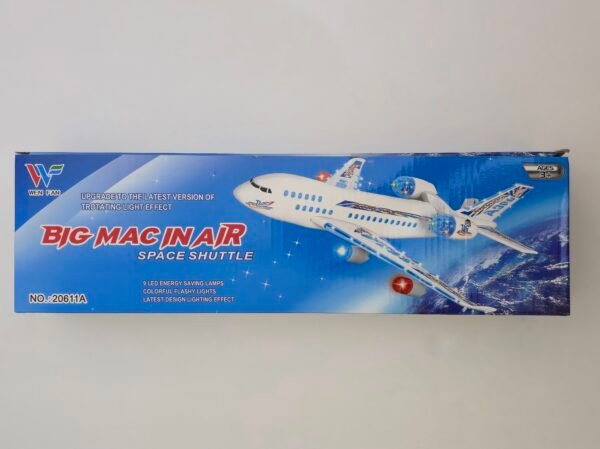 WEN FAN
AGES
3+
UPGRADE TO THE LATEST VERSION OF
TROTATING LIGHT EFFECT
BIG MAC IN AIR
SPACE SHUTTLE
9 LED ENERGY SAVING LAMPS
COLORFUL FLASHY LIGHTS
LATEST DESIGN LIGHTING EFFECT
NO.:20611A